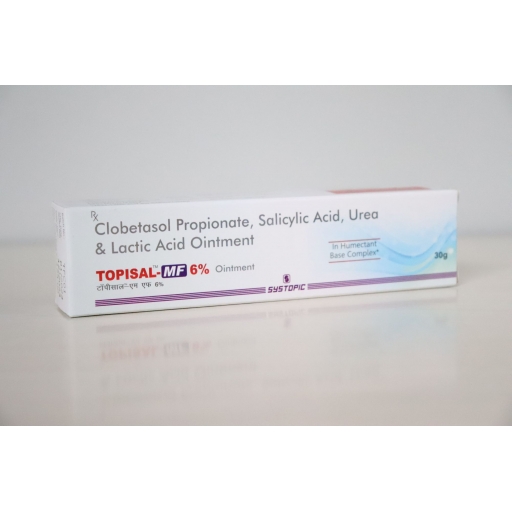 Rx
Clobetasol Propionate, Salicylic Acid, Urea
& Lactic Acid Ointment
TOPISAL-MF 6% Ointment
टॉपीसाल-एम एफ 6%
In Humectant
Base Complex*
30g
S
SYSTOPIC